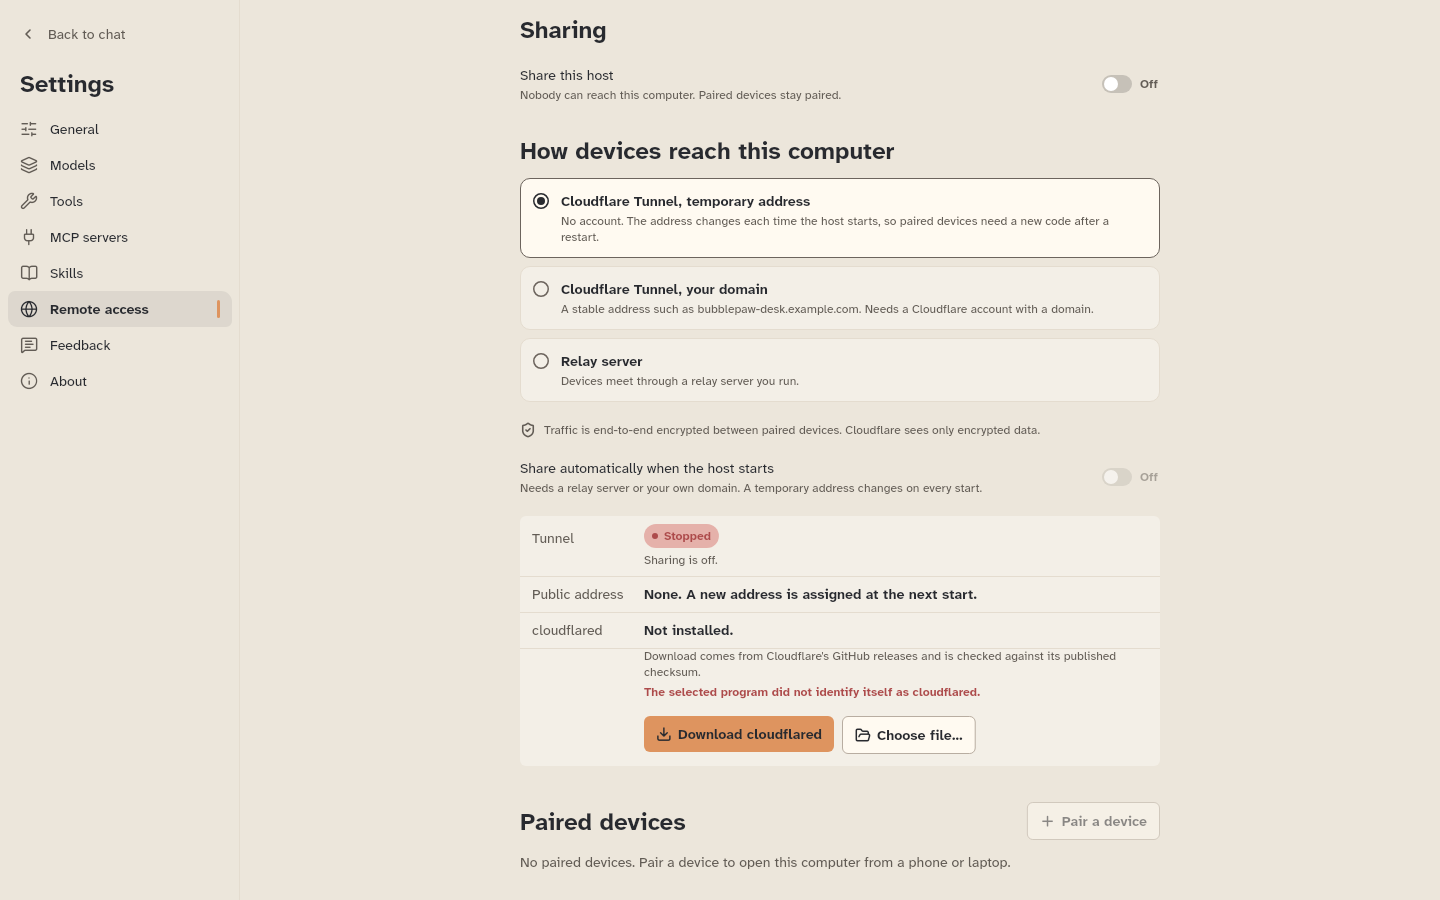 Back to chat
Settings
General
Models
Tools
MCP servers
Skills
Remote access
Feedback
About
Sharing
Share this host
Nobody can reach this computer. Paired devices stay paired.
Off
How devices reach this computer
Cloudflare Tunnel, temporary address
No account. The address changes each time the host starts, so paired devices need a new code after a
restart.
Cloudflare Tunnel, your domain
A stable address such as bubblepaw-desk.example.com. Needs a Cloudflare account with a domain.
Relay server
Devices meet through a relay server you run.
Traffic is end-to-end encrypted between paired devices. Cloudflare sees only encrypted data.
Share automatically when the host starts
Needs a relay server or your own domain. A temporary address changes on every start.
Off
Tunnel
Stopped
Sharing is off.
Public address
None. A new address is assigned at the next start.
cloudflared
Not installed.
Download comes from Cloudflare's GitHub releases and is checked against its published
checksum.
The selected program did not identify itself as cloudflared.
Download cloudflared
Choose file...
Paired devices
Pair a device
No paired devices. Pair a device to open this computer from a phone or laptop.